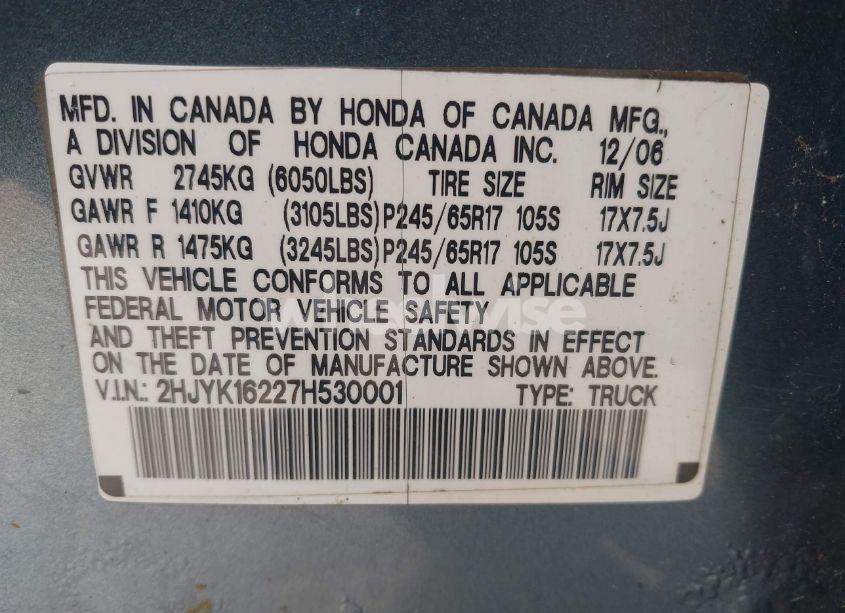 MFD. IN CANADA BY HONDA OF CANADA MFG.,
A DIVISION OF HONDA CANADA INC. 12/06
GVWR 2745KG (6050LBS) TIRE SIZE RIM SIZE
GAWR F 1410KG (3105LBS) P245/65R17 105S 17X7.5J
GAWR R 1475KG (3245LBS) P245/65R17 105S 17X7.5J
THIS VEHICLE CONFORMS TO ALL APPLICABLE
FEDERAL MOTOR VEHICLE SAFETY
AND THEFT PREVENTION STANDARDS IN EFFECT
ON THE DATE OF MANUFACTURE SHOWN ABOVE.
V.I.N.: 2HJYK16227H530001 TYPE: TRUCK